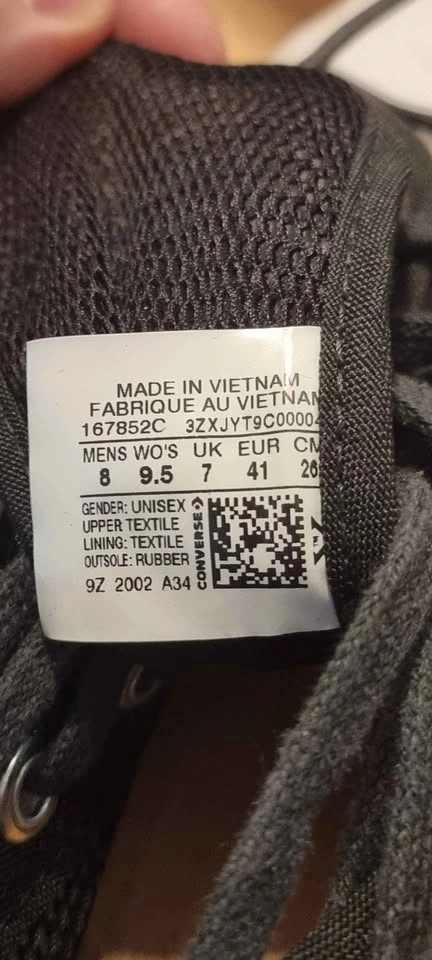 MADE IN VIETNAM
FABRIQUE AU VIETNAM
167852C 3ZXJYT9C00004
MENS WO'S UK EUR CM
8 9.5 7 41 26
GENDER: UNISEX
UPPER: TEXTILE
LINING: TEXTILE
OUTSOLE: RUBBER
CONVERSE
9Z 2002 A34